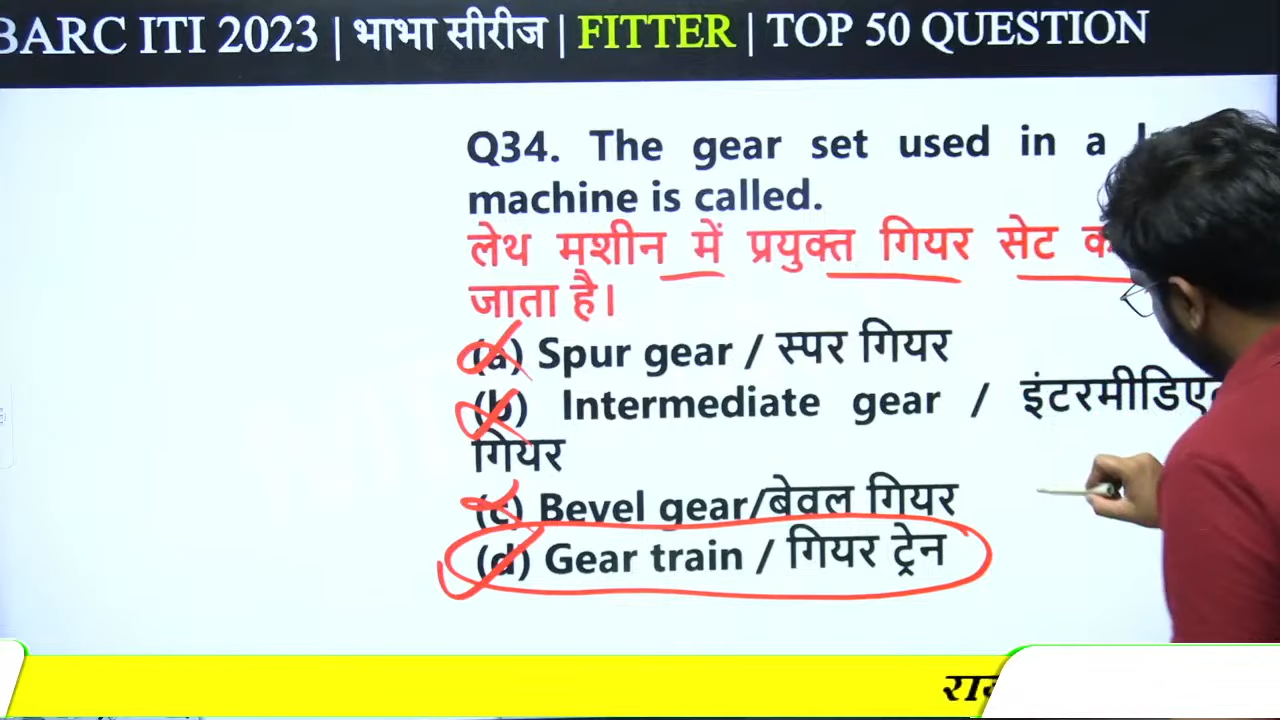 BARC ITI 2023 | भाभा सीरीज | FITTER | TOP 50 QUESTION
Q34. The gear set used in a
machine is called.
लेथ मशीन में प्रयुक्त गियर सेट
जाता है।
(a) Spur gear / स्पर गियर
(b) Intermediate gear /
गियर
(c) Bevel gear/बेवल गियर
(d) Gear train / गियर ट्रेन